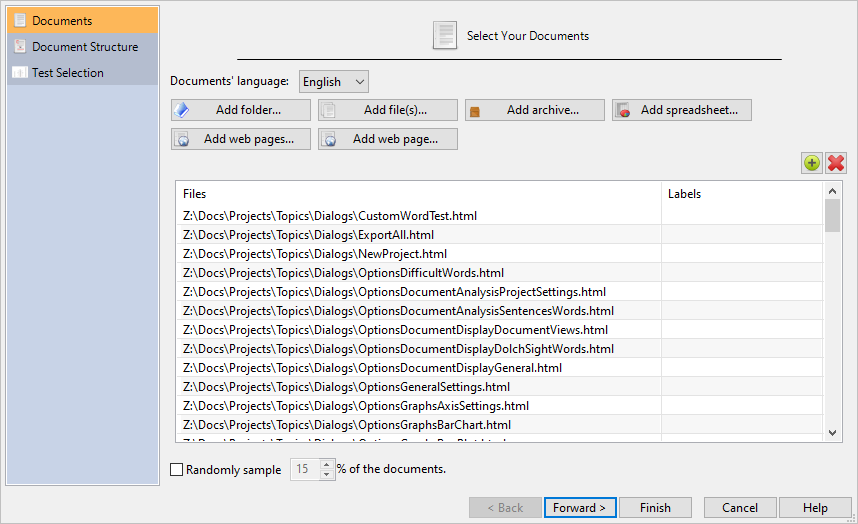 Documents
Document Structure
Test Selection
Select Your Documents
Documents' language: English
Add folder... Add file(s)... Add archive... Add spreadsheet...
Add web pages... Add web page...
Files Labels
Z:\Docs\Projects\Topics\Dialogs\CustomWordTest.html
Z:\Docs\Projects\Topics\Dialogs\ExportAll.html
Z:\Docs\Projects\Topics\Dialogs\NewProject.html
Z:\Docs\Projects\Topics\Dialogs\OptionsDifficultWords.html
Z:\Docs\Projects\Topics\Dialogs\OptionsDocumentAnalysisProjectSettings.html
Z:\Docs\Projects\Topics\Dialogs\OptionsDocumentAnalysisSentencesWords.html
Z:\Docs\Projects\Topics\Dialogs\OptionsDocumentDisplayDocumentViews.html
Z:\Docs\Projects\Topics\Dialogs\OptionsDocumentDisplayDolchSightWords.html
Z:\Docs\Projects\Topics\Dialogs\OptionsDocumentDisplayGeneral.html
Z:\Docs\Projects\Topics\Dialogs\OptionsGeneralSettings.html
Z:\Docs\Projects\Topics\Dialogs\OptionsGraphsAxisSettings.html
Z:\Docs\Projects\Topics\Dialogs\OptionsGraphsBarChart.html
Randomly sample 15 % of the documents.
< Back Forward > Finish Cancel Help